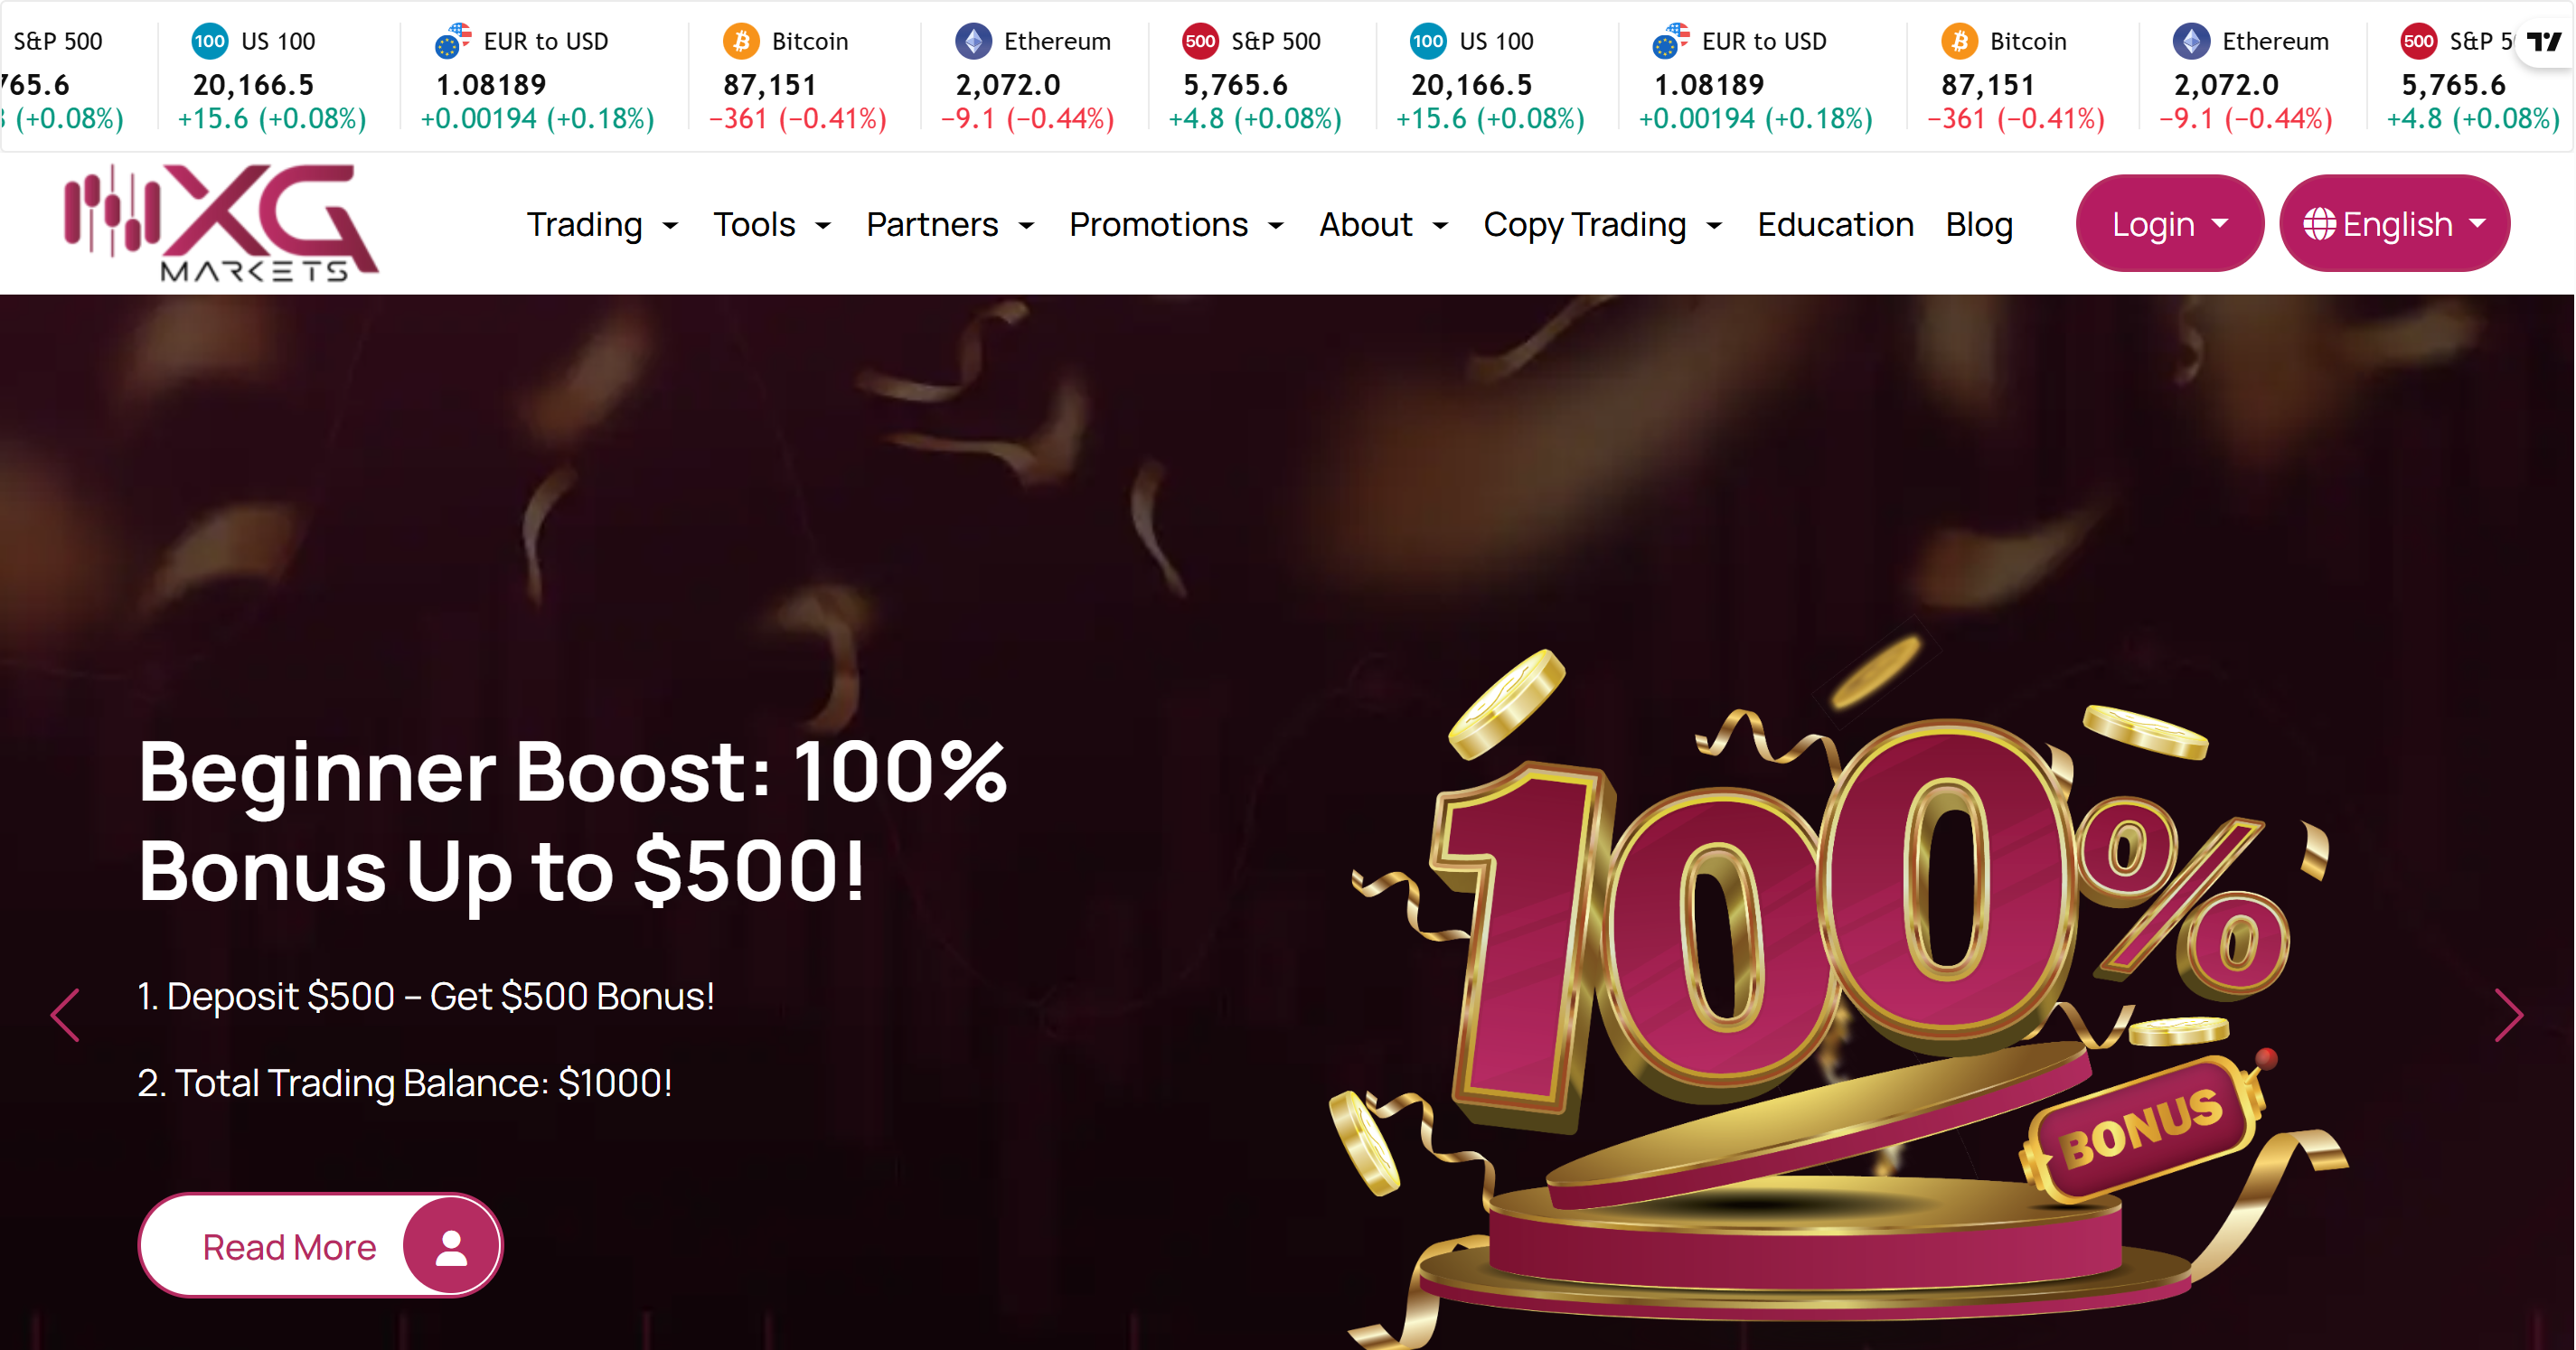 S&P 500 US 100 EUR to USD Bitcoin Ethereum S&P 500 US 100 EUR to USD Bitcoin Ethereum S&P 5
765.6 20,166.5 1.08189 87,151 2,072.0 5,765.6 20,166.5 1.08189 87,151 2,072.0 5,765.6
(+0.08%) +15.6 (+0.08%) +0.00194 (+0.18%) −361 (−0.41%) −9.1 (−0.44%) +4.8 (+0.08%) +15.6 (+0.08%) +0.00194 (+0.18%) −361 (−0.41%) −9.1 (−0.44%) +4.8 (+0.08%)
XG
MARKETS
Trading Tools Partners Promotions About Copy Trading Education Blog Login English
Beginner Boost: 100%
Bonus Up to $500!
1. Deposit $500 – Get $500 Bonus!
2. Total Trading Balance: $1000!
Read More
100%
BONUS